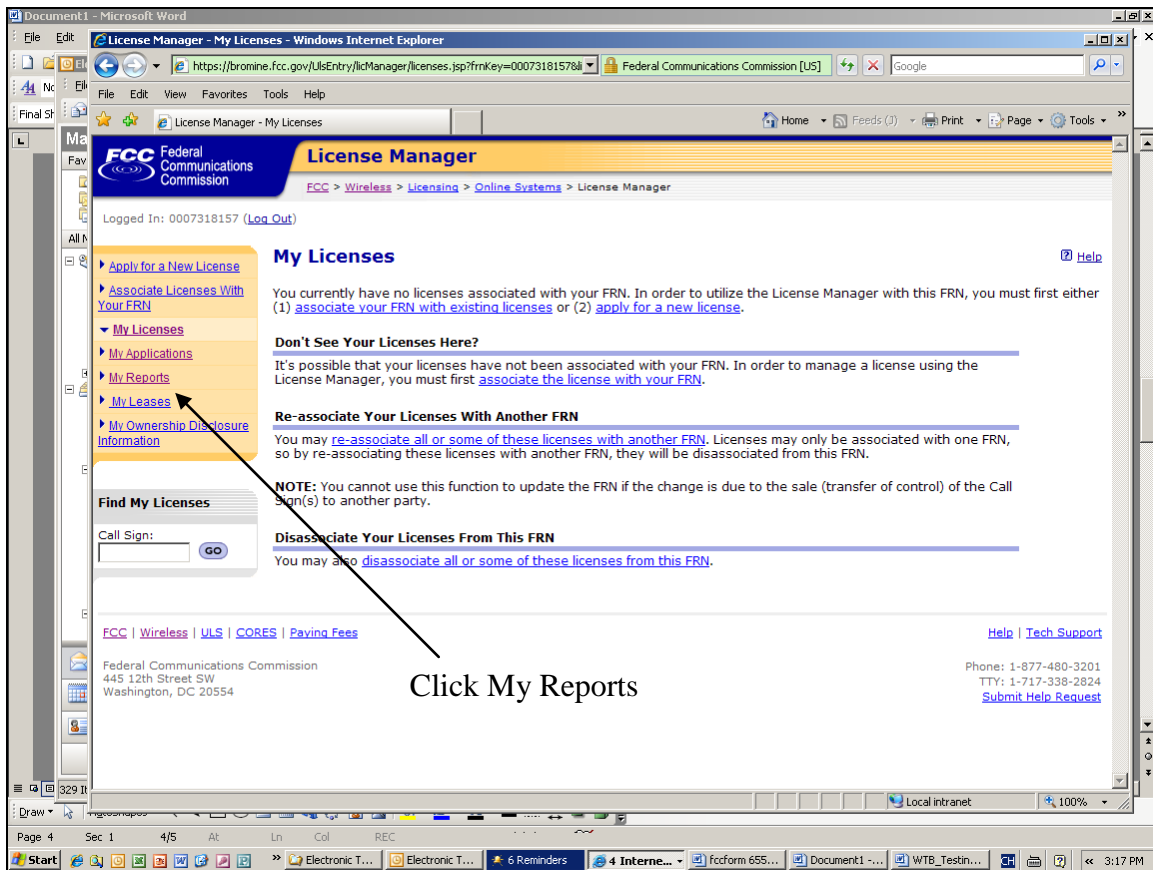 Document1 - Microsoft Word
File Edit
License Manager - My Licenses - Windows Internet Explorer
https://bromine.fcc.gov/UlsEntry/licManager/licenses.jsp?frnKey=0007318157&l
Federal Communications Commission [US]
Google
File Edit View Favorites Tools Help
Final Sh
License Manager - My Licenses
Home Feeds (J) Print Page Tools
Ma
Fav
All N
FCC Federal Communications Commission
License Manager
FCC > Wireless > Licensing > Online Systems > License Manager
Logged In: 0007318157 (Log Out)
Apply for a New License
Associate Licenses With Your FRN
My Licenses
My Applications
My Reports
My Leases
My Ownership Disclosure Information
Find My Licenses
Call Sign:
GO
My Licenses
Help
You currently have no licenses associated with your FRN. In order to utilize the License Manager with this FRN, you must first either
(1) associate your FRN with existing licenses or (2) apply for a new license.
Don't See Your Licenses Here?
It's possible that your licenses have not been associated with your FRN. In order to manage a license using the
License Manager, you must first associate the license with your FRN.
Re-associate Your Licenses With Another FRN
You may re-associate all or some of these licenses with another FRN. Licenses may only be associated with one FRN,
so by re-associating these licenses with another FRN, they will be disassociated from this FRN.
NOTE: You cannot use this function to update the FRN if the change is due to the sale (transfer of control) of the Call
Sign(s) to another party.
Disassociate Your Licenses From This FRN
You may also disassociate all or some of these licenses from this FRN.
FCC | Wireless | ULS | CORES | Paying Fees
Help | Tech Support
Federal Communications Commission
445 12th Street SW
Washington, DC 20554
Phone: 1-877-480-3201
TTY: 1-717-338-2824
Submit Help Request
Click My Reports
329 It
Local intranet
100%
Draw
Page 4 Sec 1 4/5 At Ln Col REC
Start
Electronic T... Electronic T... 6 Reminders 4 Interne... fccform 655... Document1 -... WTB_Testin... CH 3:17 PM